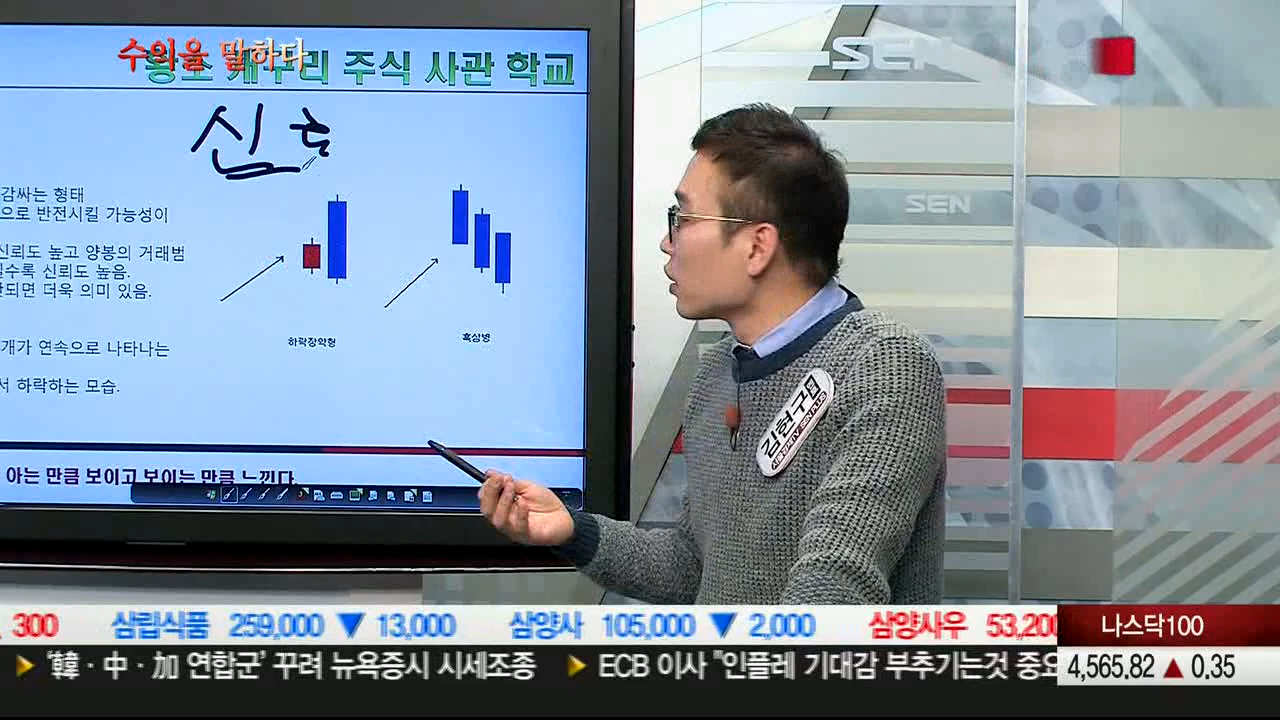 수익을 말하다
주식 사관 학교
SEN
신호
감싸는 형태
으로 반전시킬 가능성이
SEN
신뢰도 높고 양봉의 거래범
수록 신뢰도 높음.
되면 더욱 의미 있음.
하락장악형
흑삼병
개가 연속으로 나타나는
서 하락하는 모습.
김현구
SEN PLUS
아는 만큼 보이고 보이는 만큼 느낀다.
300 삼립식품 259,000 ▼ 13,000 삼양사 105,000 ▼ 2,000 삼양사우 53,200
나스닥100
‘韓·中·加 연합군’ 꾸려 뉴욕증시 시세조종 ECB 이사 "인플레 기대감 부추기는것 중요
4,565.82 ▲ 0.35